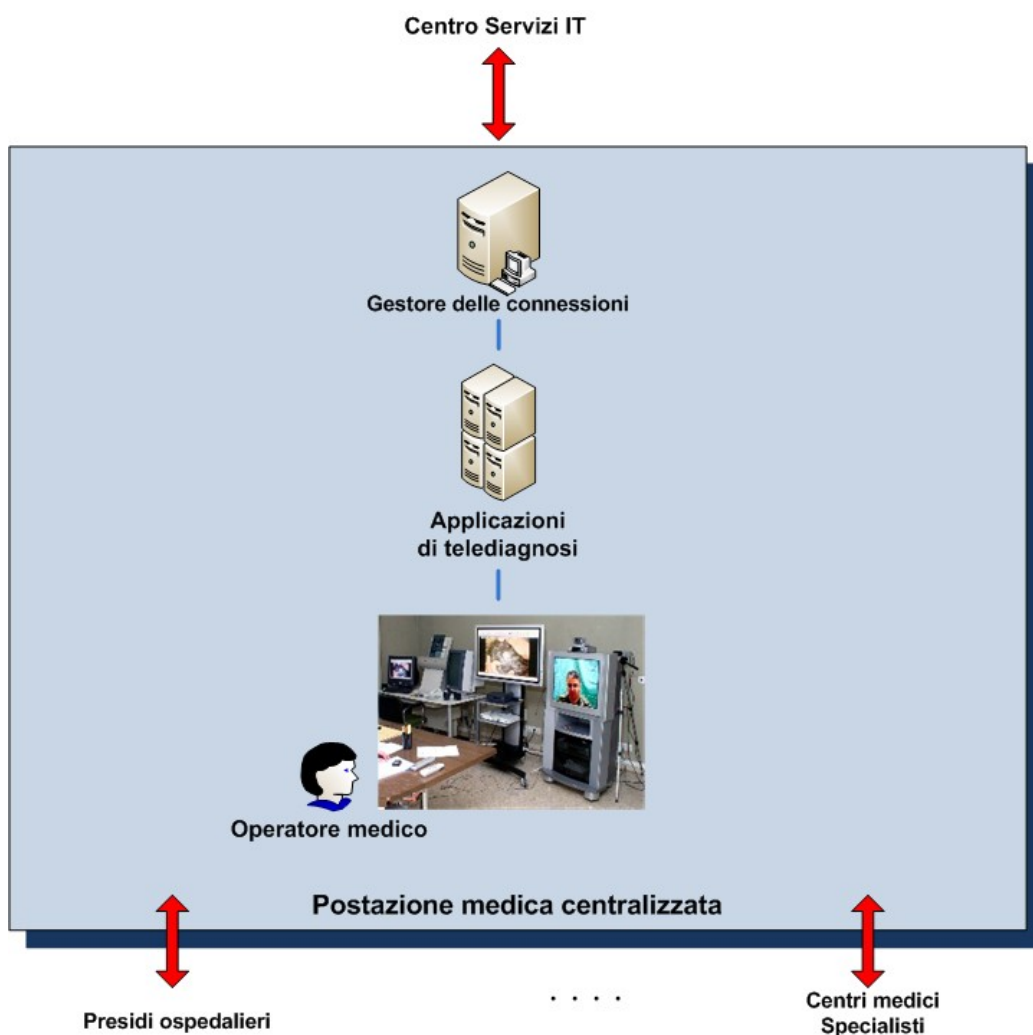 Centro Servizi IT
Gestore delle connessioni
Applicazioni
di telediagnosi
Operatore medico
Postazione medica centralizzata
Presidi ospedalieri
. . . .
Centri medici
Specialisti